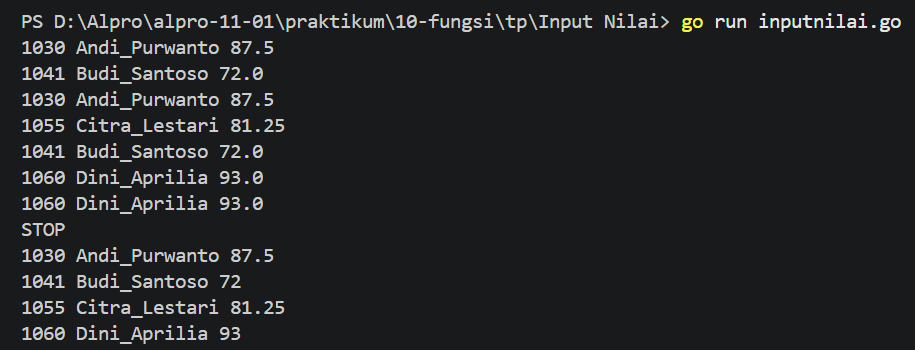 PS D:\Alpro\alpro-11-01\praktikum\10-fungsi\tp\Input Nilai> go run inputnilai.go
1030 Andi_Purwanto 87.5
1041 Budi_Santoso 72.0
1030 Andi_Purwanto 87.5
1055 Citra_Lestari 81.25
1041 Budi_Santoso 72.0
1060 Dini_Aprilia 93.0
1060 Dini_Aprilia 93.0
STOP
1030 Andi_Purwanto 87.5
1041 Budi_Santoso 72
1055 Citra_Lestari 81.25
1060 Dini_Aprilia 93